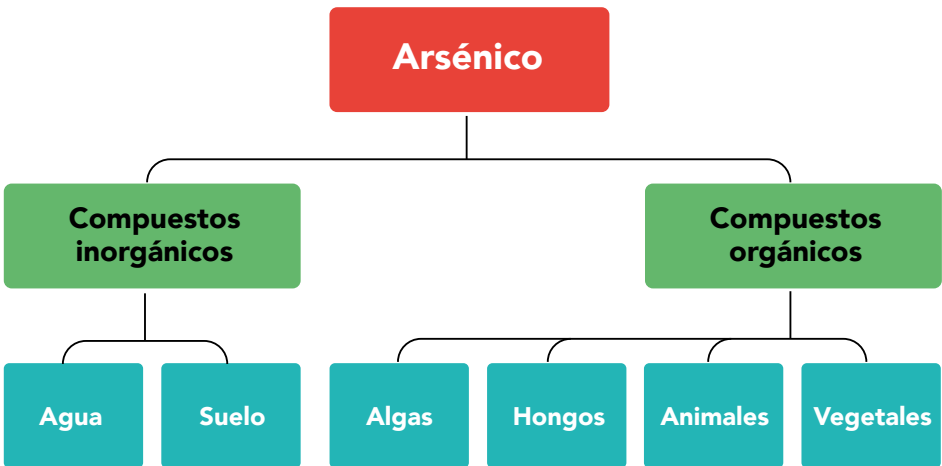 Arsénico
Compuestos
inorgánicos
Compuestos
orgánicos
Agua
Suelo
Algas
Hongos
Animales
Vegetales